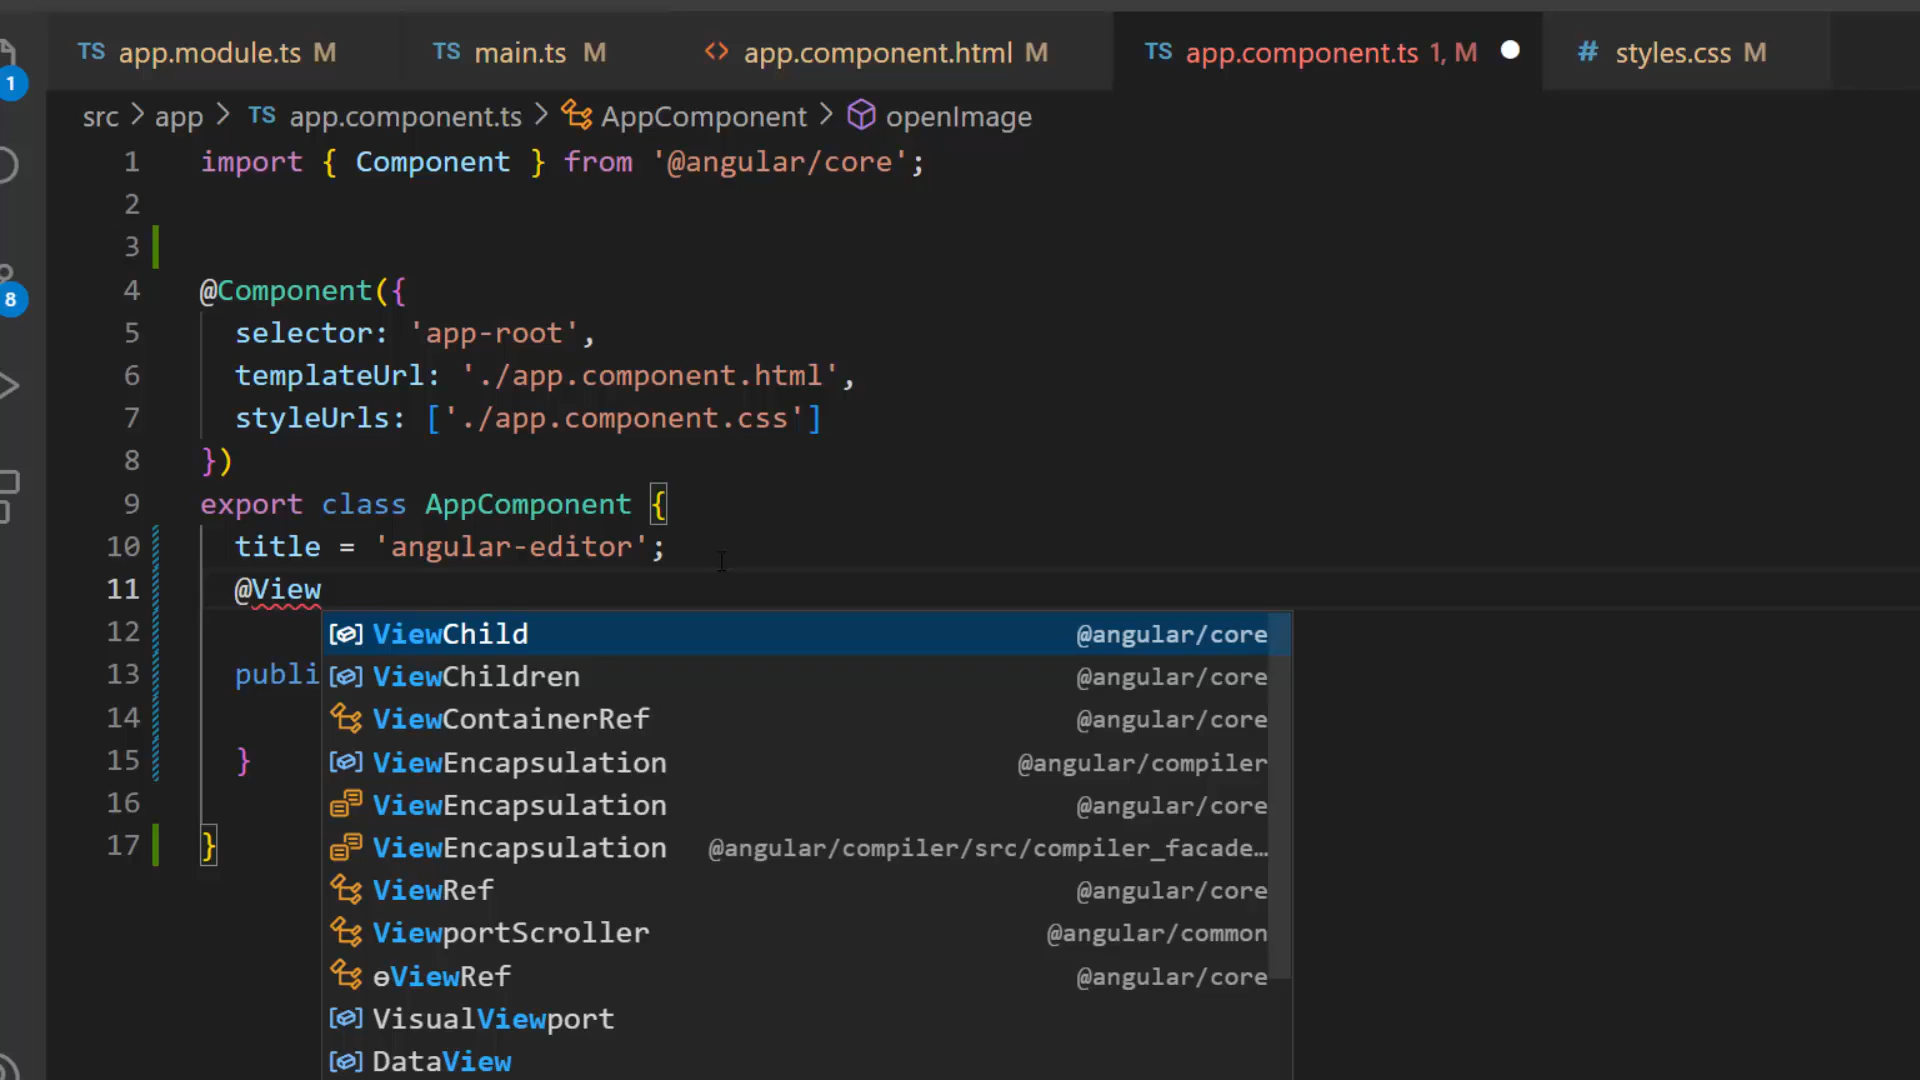 TS app.module.ts M TS main.ts M <> app.component.html M TS app.component.ts 1, M # styles.css M
src > app > TS app.component.ts > AppComponent > openImage
1 import { Component } from '@angular/core';
2
3
4 @Component({
5 selector: 'app-root',
6 templateUrl: './app.component.html',
7 styleUrls: ['./app.component.css']
8 })
9 export class AppComponent {
10 title = 'angular-editor';
11 @View
12 ViewChild @angular/core
ViewChildren @angular/core
13 publi
14 ViewContainerRef @angular/core
15 } ViewEncapsulation @angular/compiler
16 ViewEncapsulation @angular/core
17 } ViewEncapsulation @angular/compiler/src/compiler_facade…
ViewRef @angular/core
ViewportScroller @angular/common
ɵViewRef @angular/core
VisualViewport
DataView
1
8